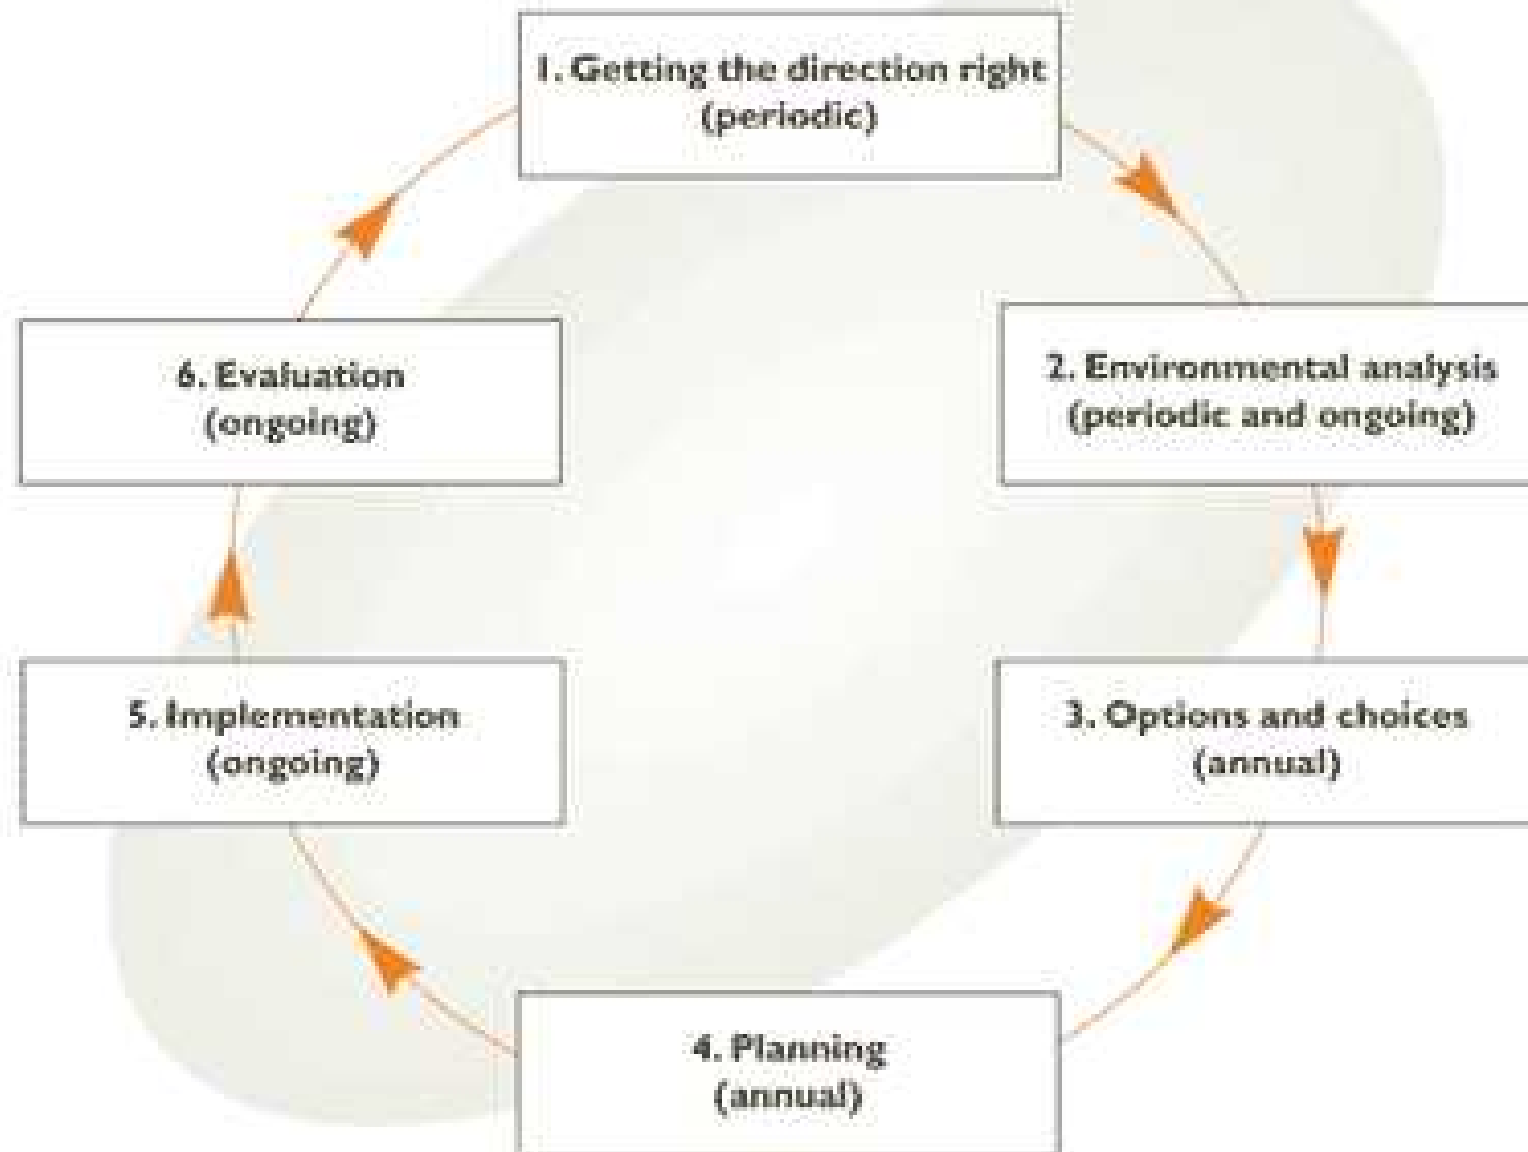 1. Getting the direction right
(periodic)
2. Environmental analysis
(periodic and ongoing)
3. Options and choices
(annual)
4. Planning
(annual)
5. Implementation
(ongoing)
6. Evaluation
(ongoing)